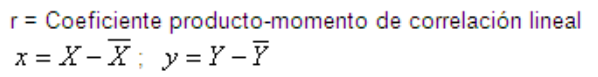 r = Coeficiente producto-momento de correlación lineal
x = X − X̅ ; y = Y − Y̅